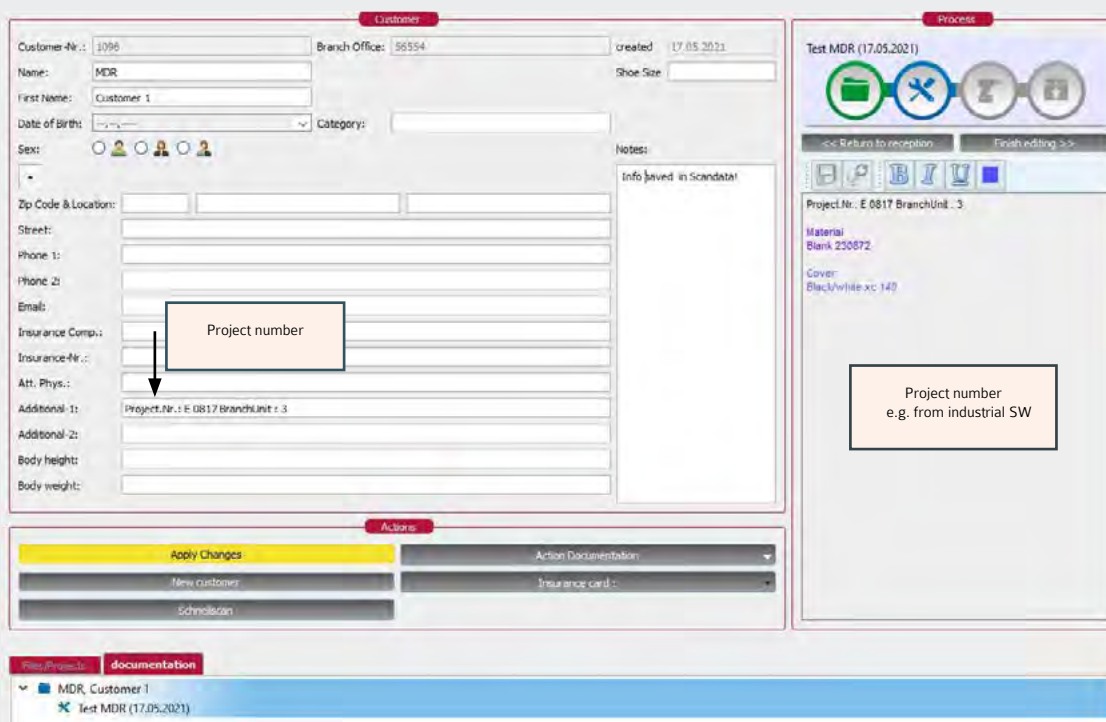 Customer
Customer-Nr.: 1096 Branch Office: 56554 created 17.05.2021
Name: MDR Shoe Size
First Name: Customer 1
Date of Birth: --.--.---- Category:
Sex: Notes:
Info saved in Scandata!
Zip Code & Location:
Street:
Phone 1:
Phone 2:
Email:
Insurance Comp.:
Insurance-Nr.:
Att. Phys.:
Additional-1: Project.Nr.: E 0817 BranchUnit : 3
Additional-2:
Body height:
Body weight:
Project number
Actions
Apply Changes Action Documentation
New customer Insurance card :
Schnellscan
Process
Test MDR (17.05.2021)
<< Return to reception Finish editing >>
B I U
Project.Nr.: E 0817 BranchUnit : 3
Material
Blank 230872
Cover
Black/white xc 140
Project number
e.g. from industrial SW
Files/Projects documentation
MDR, Customer 1
Test MDR (17.05.2021)